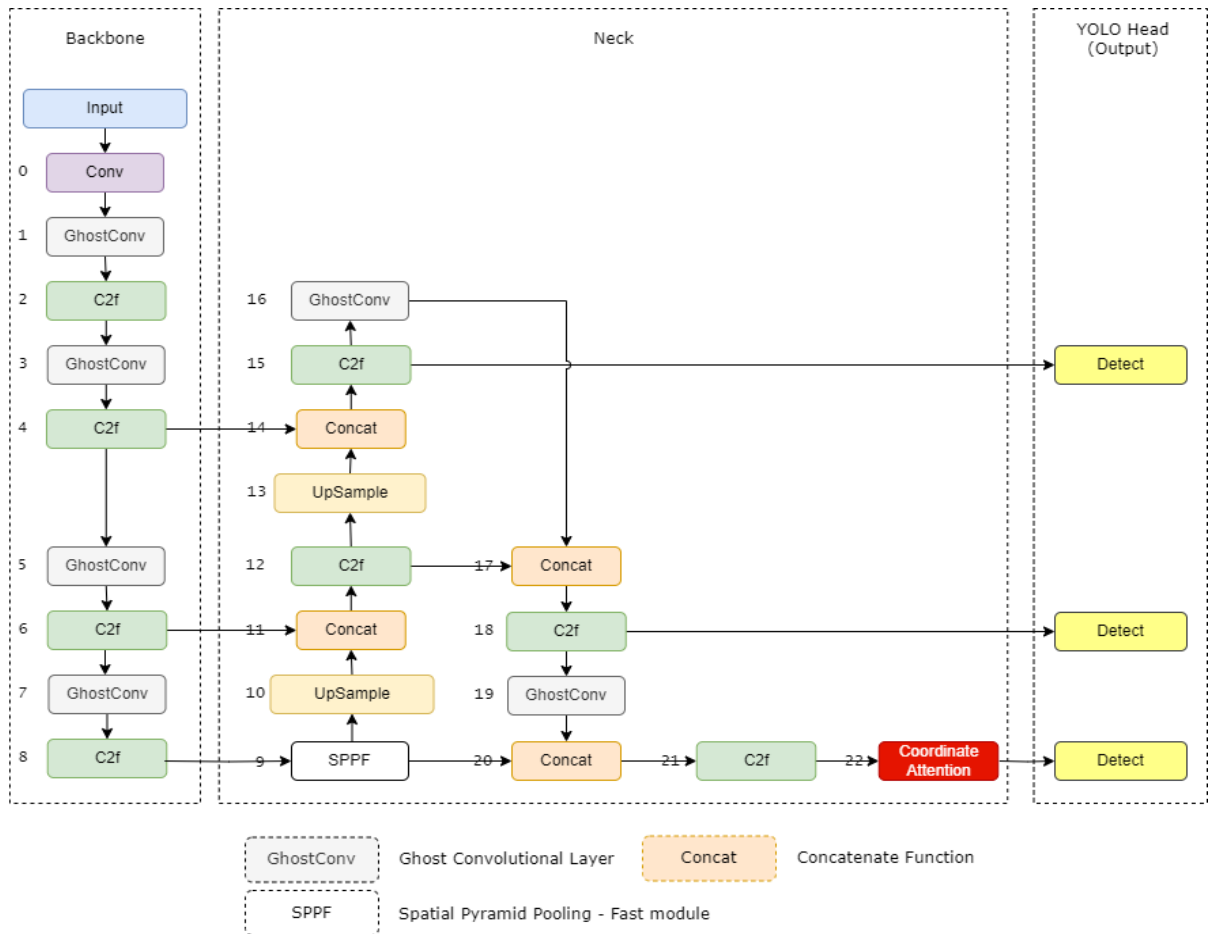 Backbone
Neck
YOLO Head
(Output)
Input
0
Conv
1
GhostConv
2
C2f
16
GhostConv
3
GhostConv
15
C2f
Detect
4
C2f
14
Concat
13
UpSample
5
GhostConv
12
C2f
17
Concat
6
C2f
11
Concat
18
C2f
Detect
7
GhostConv
10
UpSample
19
GhostConv
8
C2f
9
SPPF
20
Concat
21
C2f
22
Coordinate
Attention
Detect
GhostConv
Ghost Convolutional Layer
Concat
Concatenate Function
SPPF
Spatial Pyramid Pooling - Fast module